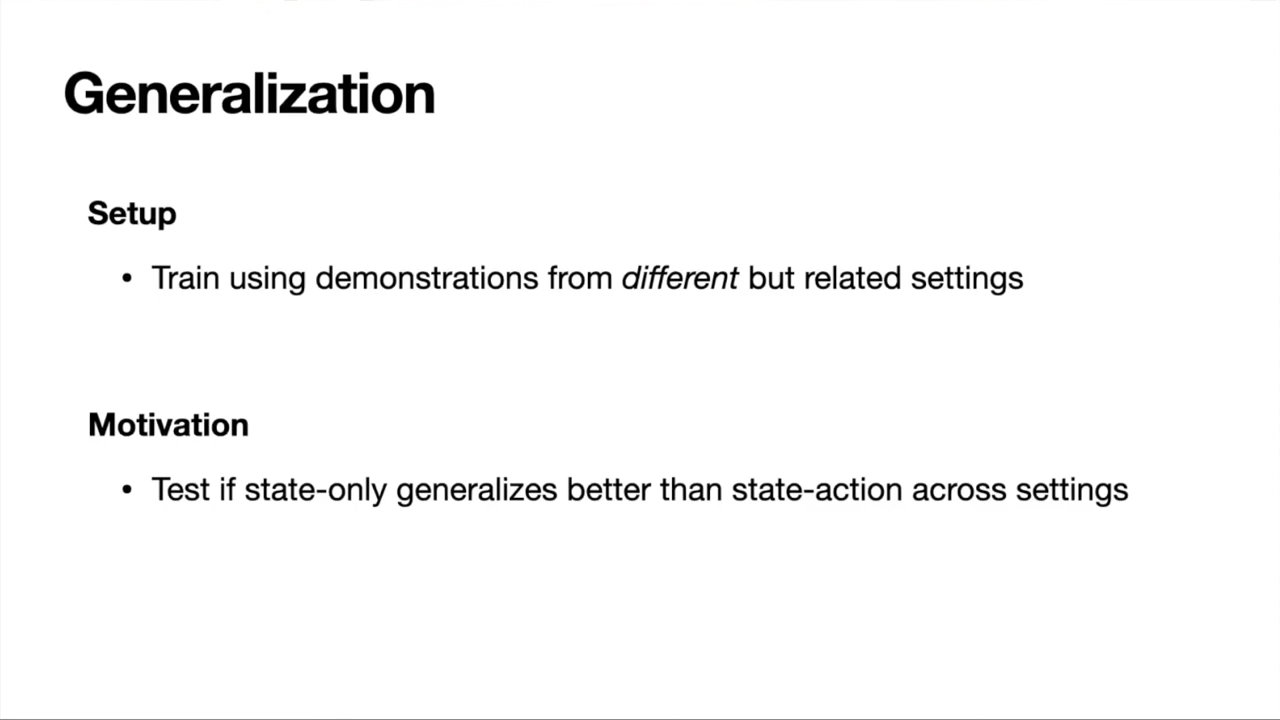 Generalization
Setup
• Train using demonstrations from different but related settings
Motivation
• Test if state-only generalizes better than state-action across settings